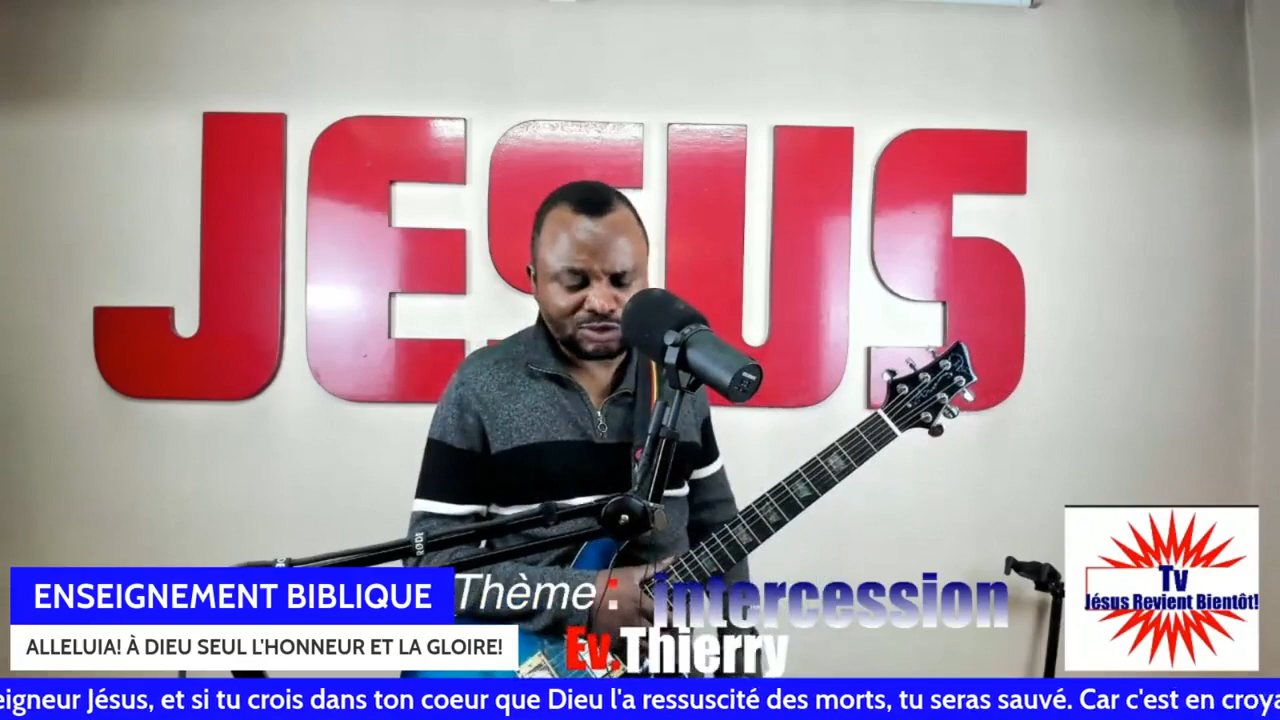 JESUS
RØDE
ENSEIGNEMENT BIBLIQUE
Thème : intercession
ALLELUIA! À DIEU SEUL L'HONNEUR ET LA GLOIRE!
Ev.Thierry
Tv
Jésus Revient Bientôt!
eigneur Jésus, et si tu crois dans ton coeur que Dieu l'a ressuscité des morts, tu seras sauvé. Car c'est en croya